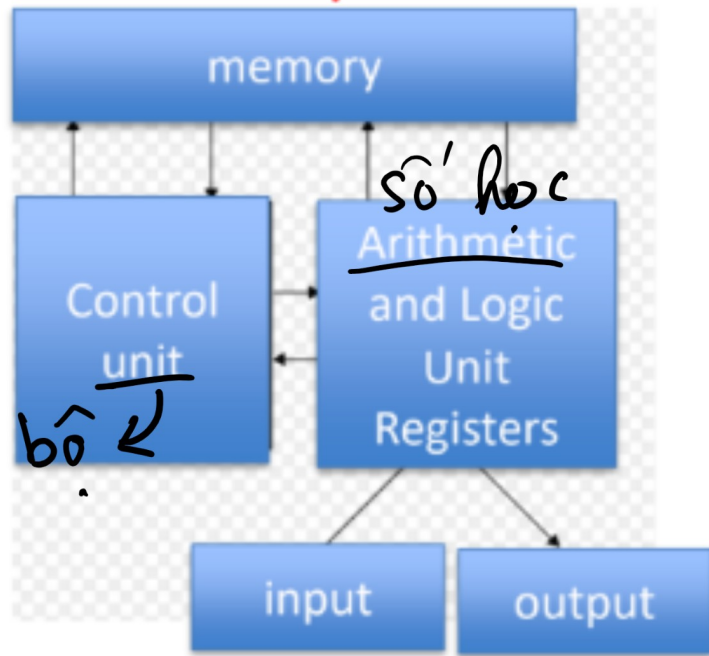 memory
số học
Control
unit
bộ
Arithmetic
and Logic
Unit
Registers
input
output